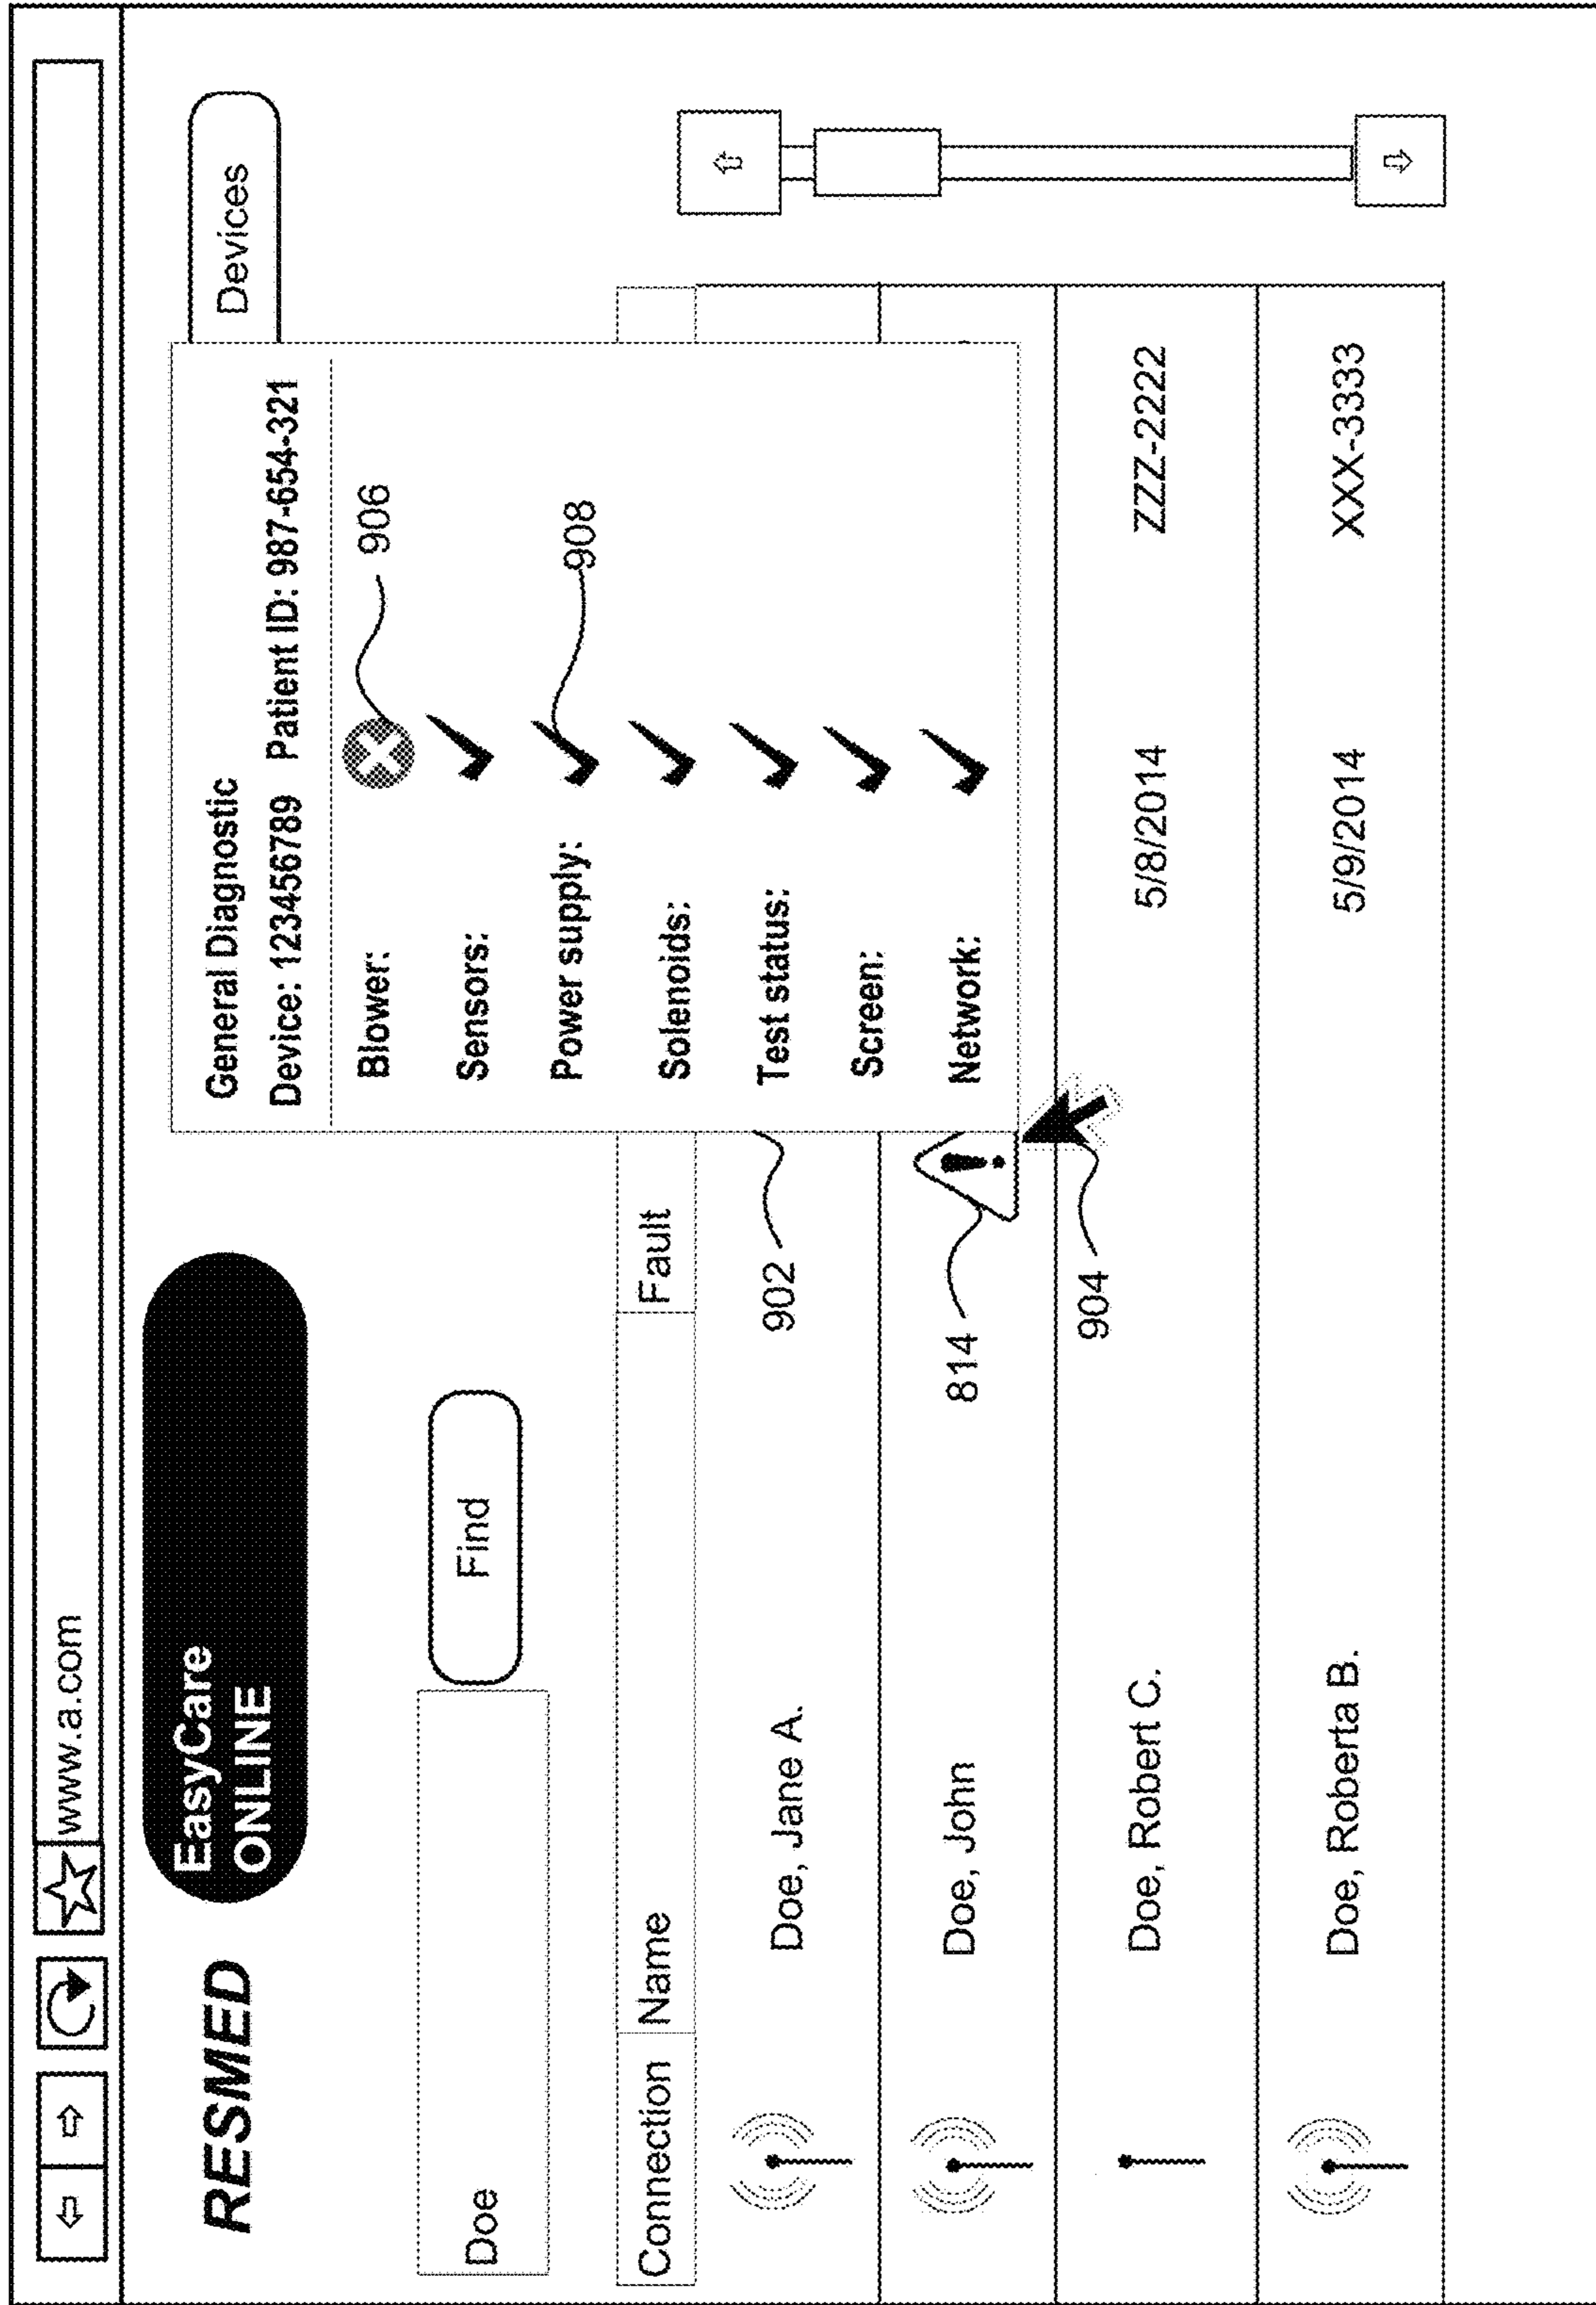 www.a.com
RESMED
EasyCare
ONLINE
Devices
Doe
Find
General Diagnostic
Device: 123456789 Patient ID: 987-654-321
Blower:
906
Sensors:
Power supply:
908
Solenoids:
Test status:
Screen:
Network:
Connection Name Fault
Doe, Jane A.
902
Doe, John
814
904
Doe, Robert C. 5/8/2014 ZZZ-2222
Doe, Roberta B. 5/9/2014 XXX-3333